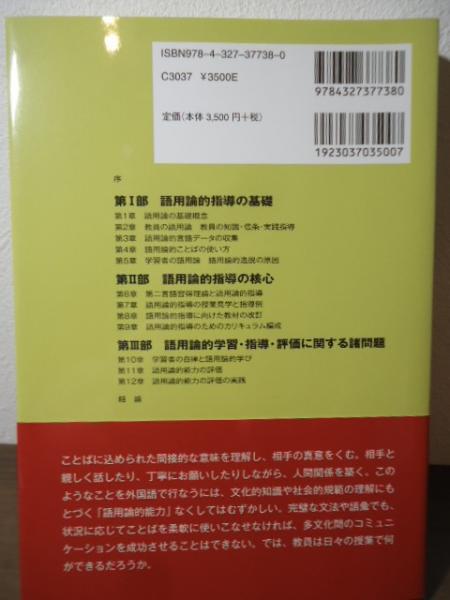 ISBN978-4-327-37738-0
C3037 ¥3500E
定価(本体3,500円+税)
9784327377380
1923037035007
序
第Ⅰ部 語用論的指導の基礎
第1章 語用論の基礎概念
第2章 教員の語用論 教員の知識・信条・実践指導
第3章 語用論的言語データの収集
第4章 語用論的ことばの使い方
第5章 学習者の語用論 語用論的逸脱の原因
第Ⅱ部 語用論的指導の核心
第6章 第二言語習得理論と語用論的指導
第7章 語用論的指導の授業見学と指導例
第8章 語用論的指導に向けた教材の改訂
第9章 語用論的指導のためのカリキュラム編成
第Ⅲ部 語用論的学習・指導・評価に関する諸問題
第10章 学習者の自律と語用論的学び
第11章 語用論的能力の評価
第12章 語用論的能力の評価の実践
結論
ことばに込められた間接的な意味を理解し、相手の真意をくむ。相手と
親しく話したり、丁寧にお願いしたりしながら、人間関係を築く。この
ようなことを外国語で行なうには、文化的知識や社会的規範の理解にも
とづく「語用論的能力」なくしてはむずかしい。完璧な文法や語彙でも、
状況に応じてことばを柔軟に使いこなせなければ、多文化間のコミュニ
ケーションを成功させることはできない。では、教員は日々の授業で何
ができるだろうか。